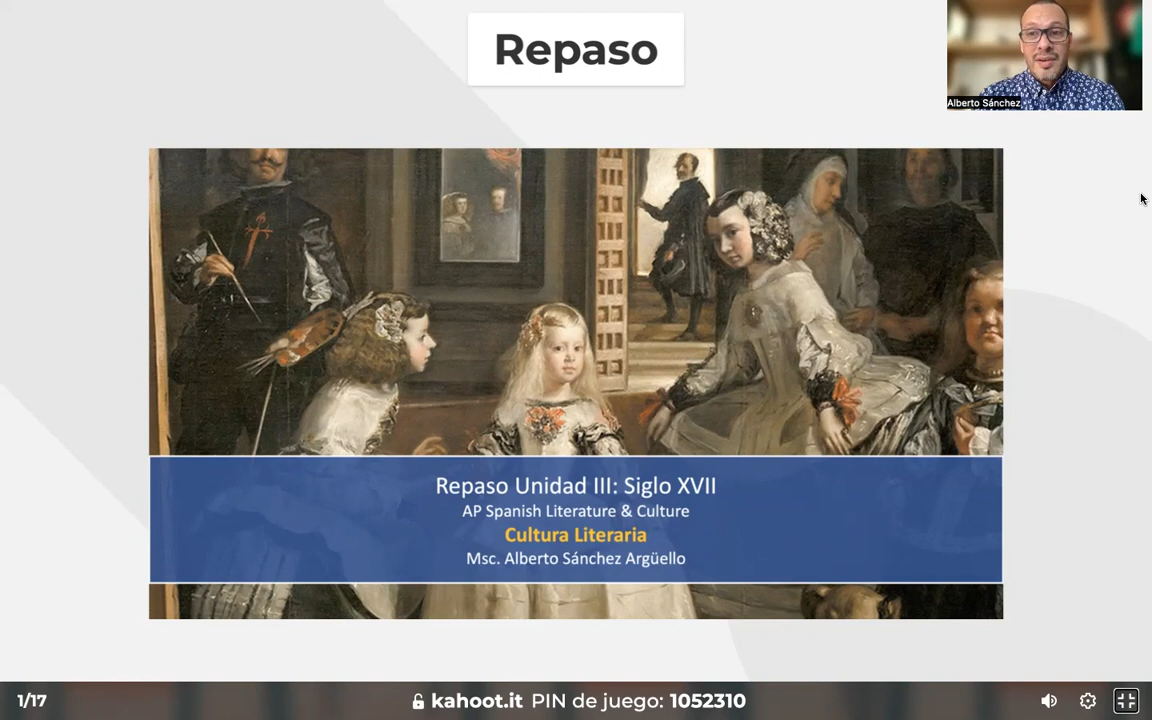 Repaso
Alberto Sánchez
Repaso Unidad III: Siglo XVII
AP Spanish Literature & Culture
Cultura Literaria
Msc. Alberto Sánchez Argüello
1/17
kahoot.it PIN de juego: 1052310